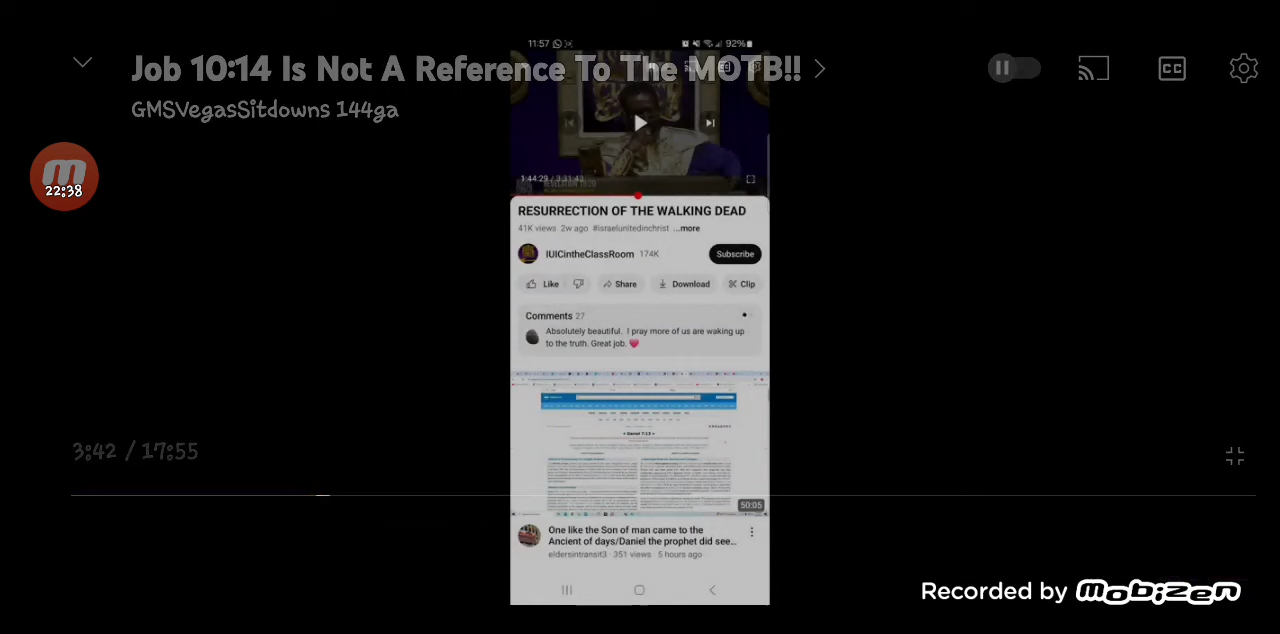 11:57 92%
Job 10:14 Is Not A Reference To The MOTB!!
GMSVegasSitdowns 144ga
22:38
1:44:29 / 3:31:43
REVELATION
RESURRECTION OF THE WALKING DEAD
41K views 2w ago #israelunitedinchrist ...more
IUICintheClassRoom 174K Subscribe
Like Share Download Clip
Comments 27
Absolutely beautiful. I pray more of us are waking up
to the truth. Great job.
Daniel 7:13
3:42 / 17:55
50:05
One like the Son of man came to the
Ancient of days/Daniel the prophet did see...
eldersintransit3 · 351 views · 5 hours ago
Recorded by mobizen